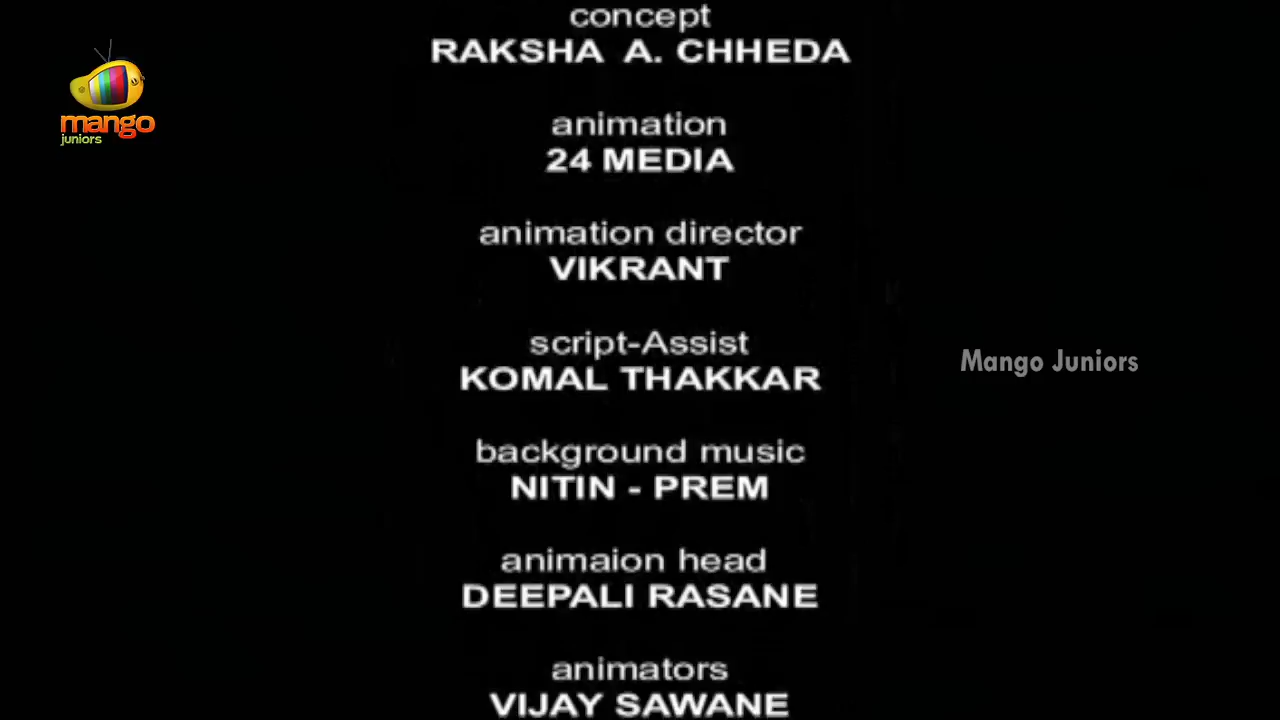 concept
RAKSHA A. CHHEDA
mango
juniors
animation
24 MEDIA
animation director
VIKRANT
script-Assist
KOMAL THAKKAR
Mango Juniors
background music
NITIN - PREM
animaion head
DEEPALI RASANE
animators
VIJAY SAWANE